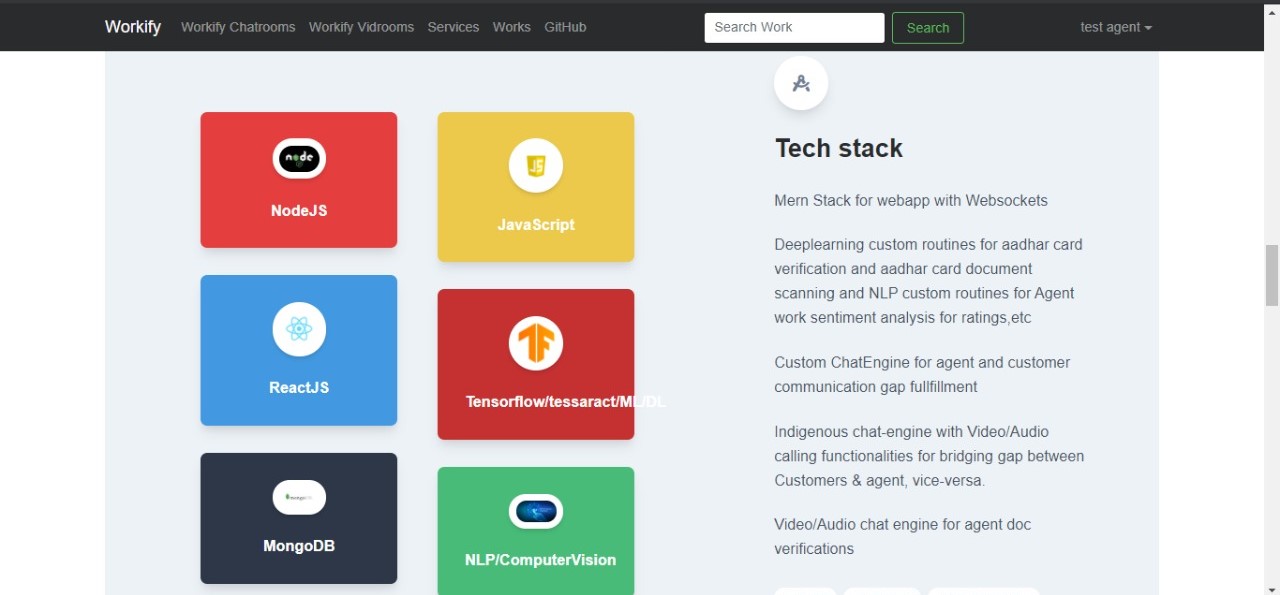 Workify Workify Chatrooms Workify Vidrooms Services Works GitHub Search Work Search test agent
node
NodeJS
JS
JavaScript
ReactJS
TF
Tensorflow/tessaract/ML/DL
mongoDB
MongoDB
NLP/ComputerVision
Tech stack
Mern Stack for webapp with Websockets
Deeplearning custom routines for aadhar card
verification and aadhar card document
scanning and NLP custom routines for Agent
work sentiment analysis for ratings,etc
Custom ChatEngine for agent and customer
communication gap fullfillment
Indigenous chat-engine with Video/Audio
calling functionalities for bridging gap between
Customers & agent, vice-versa.
Video/Audio chat engine for agent doc
verifications